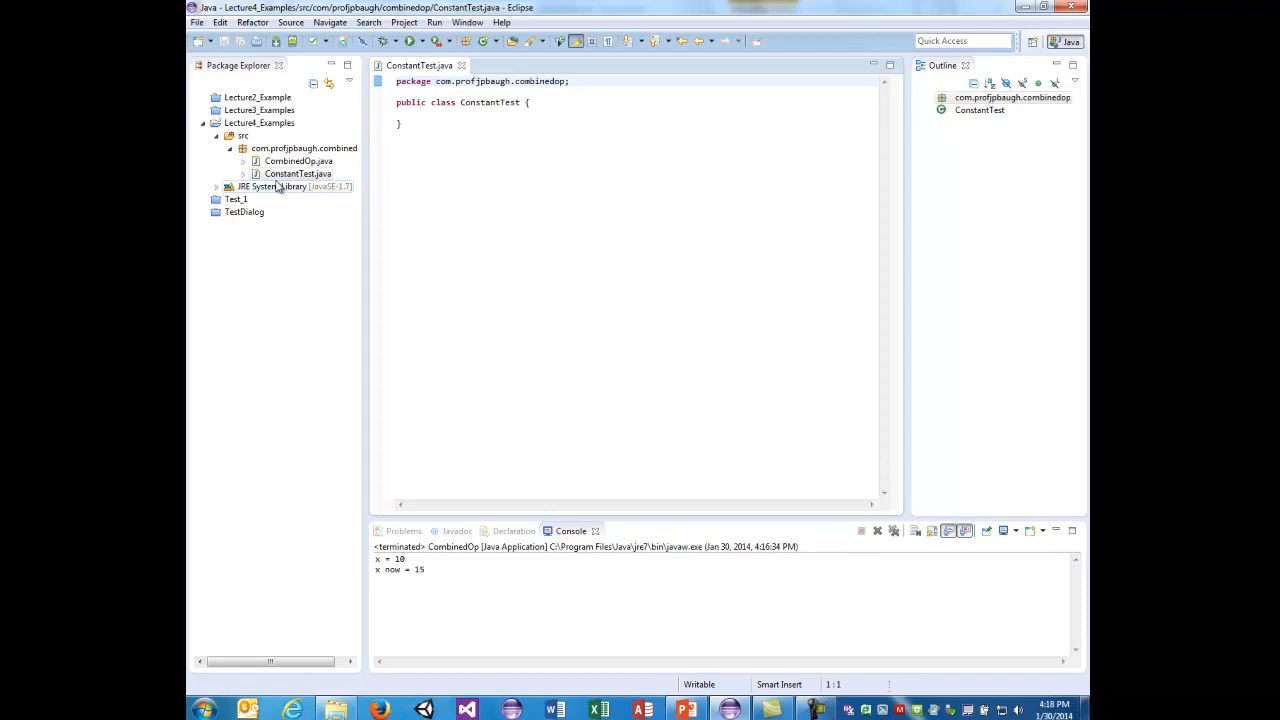 Java - Lecture4_Examples/src/com/profjpbaugh/combinedop/ConstantTest.java - Eclipse
File Edit Refactor Source Navigate Search Project Run Window Help
Quick Access
Java
Package Explorer
ConstantTest.java
Outline
Lecture2_Example
Lecture3_Examples
Lecture4_Examples
src
com.profjpbaugh.combined
CombinedOp.java
ConstantTest.java
JRE System Library [JavaSE-1.7]
Test_1
TestDialog
package com.profjpbaugh.combinedop;
public class ConstantTest {
}
com.profjpbaugh.combinedop
ConstantTest
Problems @ Javadoc Declaration Console
<terminated> CombinedOp [Java Application] C:\Program Files\Java\jre7\bin\javaw.exe (Jan 30, 2014, 4:16:34 PM)
x = 10
x now = 15
Writable Smart Insert 1 : 1
4:18 PM
1/30/2014